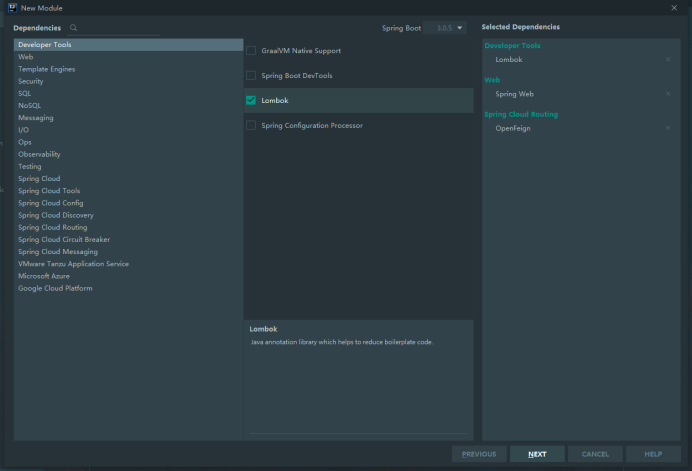 New Module
Dependencies
Spring Boot 3.0.5
Selected Dependencies
Developer Tools
Web
Template Engines
Security
SQL
NoSQL
Messaging
I/O
Ops
Observability
Testing
Spring Cloud
Spring Cloud Tools
Spring Cloud Config
Spring Cloud Discovery
Spring Cloud Routing
Spring Cloud Circuit Breaker
Spring Cloud Messaging
VMware Tanzu Application Service
Microsoft Azure
Google Cloud Platform
GraalVM Native Support
Spring Boot DevTools
Lombok
Spring Configuration Processor
Lombok
Java annotation library which helps to reduce boilerplate code.
Developer Tools
Lombok
Web
Spring Web
Spring Cloud Routing
OpenFeign
PREVIOUS
NEXT
CANCEL
HELP